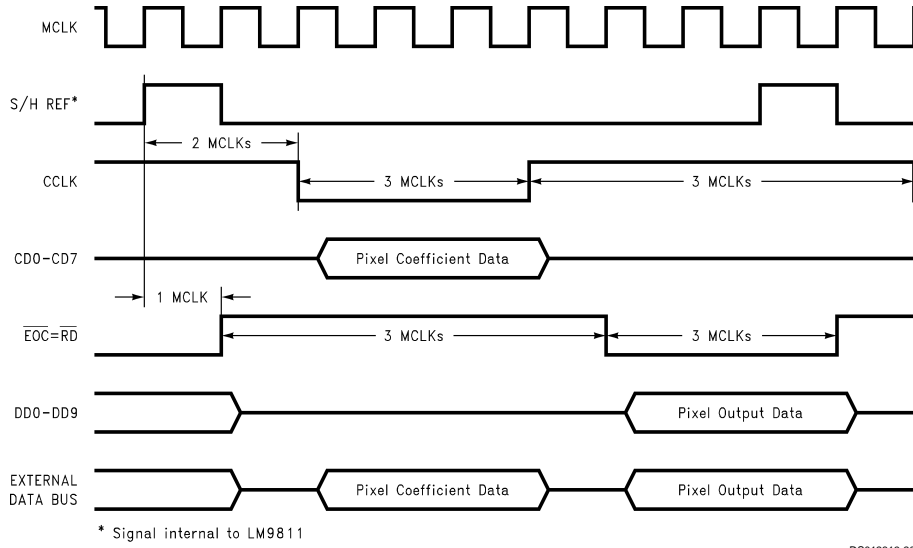 MCLK
S/H REF*
2 MCLKs
CCLK
3 MCLKs
3 MCLKs
CD0-CD7
Pixel Coefficient Data
1 MCLK
EOC=RD
3 MCLKs
3 MCLKs
DD0-DD9
Pixel Output Data
EXTERNAL
DATA BUS
Pixel Coefficient Data
Pixel Output Data
* Signal internal to LM9811